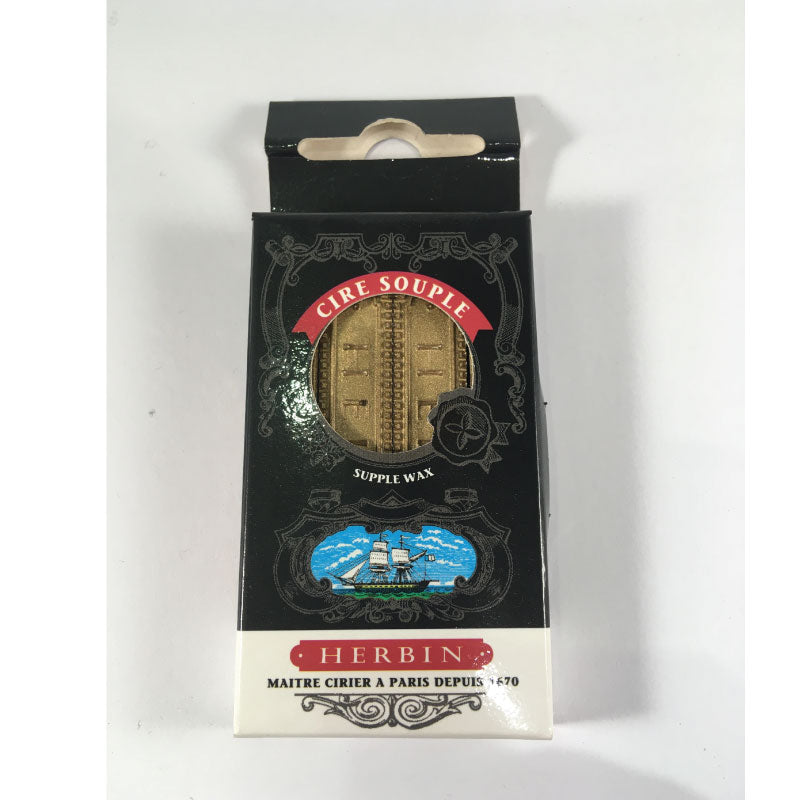 CIRE SOUPLE
SUPPLE WAX
HERBIN
MAITRE CIRIER A PARIS DEPUIS 1670